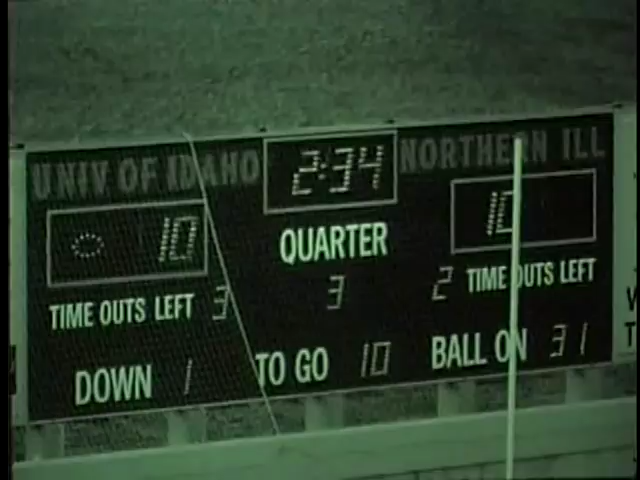 UNIV OF IDAHO 2:34 NORTHERN ILL
10 QUARTER 10
TIME OUTS LEFT 3 3 2 TIME OUTS LEFT
DOWN 1 TO GO 10 BALL ON 31